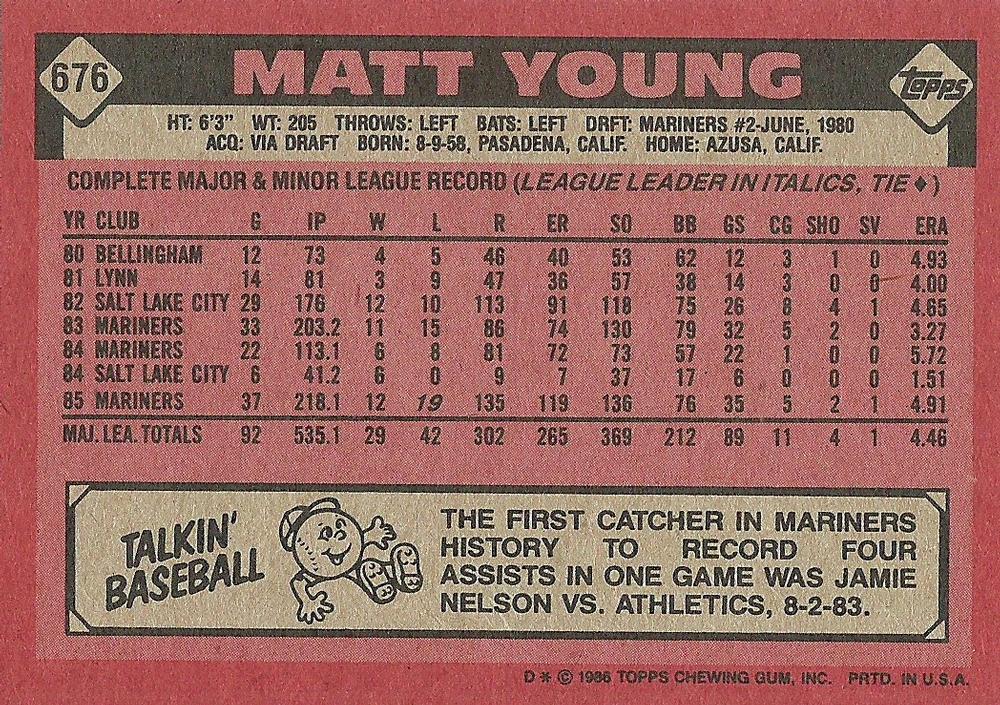 676
MATT YOUNG
TOPPS
HT: 6'3" WT: 205 THROWS: LEFT BATS: LEFT DRFT: MARINERS #2-JUNE, 1980
ACQ: VIA DRAFT BORN: 8-9-58, PASADENA, CALIF. HOME: AZUSA, CALIF.
COMPLETE MAJOR & MINOR LEAGUE RECORD (LEAGUE LEADER IN ITALICS, TIE ♦)
YR CLUB G IP W L R ER SO BB GS CG SHO SV ERA
80 BELLINGHAM 12 73 4 5 46 40 53 62 12 3 1 0 4.93
81 LYNN 14 81 3 9 47 36 57 38 14 3 0 0 4.00
82 SALT LAKE CITY 29 176 12 10 113 91 118 75 26 8 4 1 4.65
83 MARINERS 33 203.2 11 15 86 74 130 79 32 5 2 0 3.27
84 MARINERS 22 113.1 6 8 81 72 73 57 22 1 0 0 5.72
84 SALT LAKE CITY 6 41.2 6 0 9 7 37 17 6 0 0 0 1.51
85 MARINERS 37 218.1 12 19 135 119 136 76 35 5 2 1 4.91
MAJ. LEA. TOTALS 92 535.1 29 42 302 265 369 212 89 11 4 1 4.46
TALKIN'
BASEBALL
THE FIRST CATCHER IN MARINERS
HISTORY TO RECORD FOUR
ASSISTS IN ONE GAME WAS JAMIE
NELSON VS. ATHLETICS, 8-2-83.
D * © 1986 TOPPS CHEWING GUM, INC. PRTD. IN U.S.A.